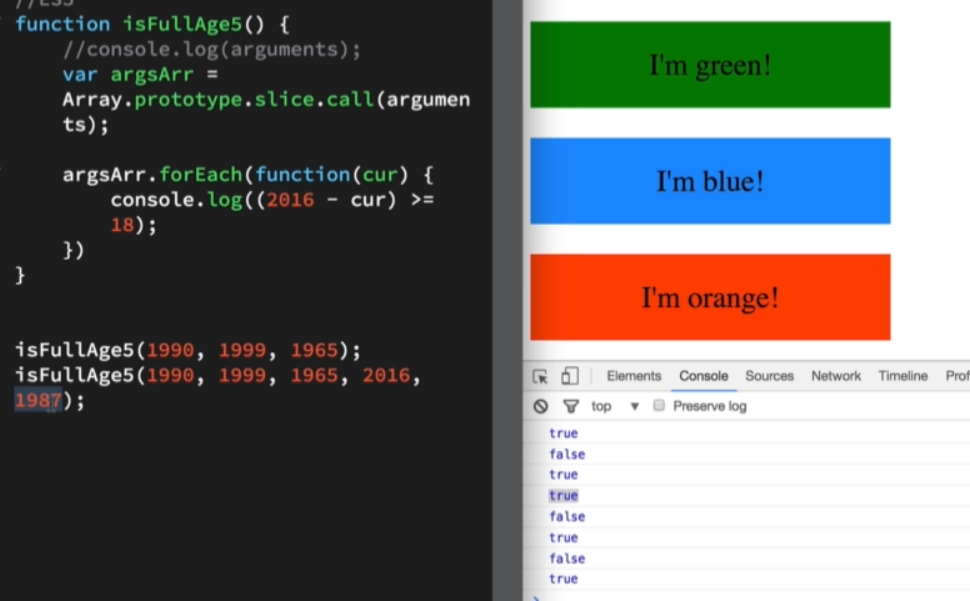 //ES5
function isFullAge5() {
//console.log(arguments);
var argsArr =
Array.prototype.slice.call(argumen
ts);
argsArr.forEach(function(cur) {
console.log((2016 - cur) >=
18);
})
}
isFullAge5(1990, 1999, 1965);
isFullAge5(1990, 1999, 1965, 2016,
1987);
I'm green!
I'm blue!
I'm orange!
Elements Console Sources Network Timeline Prof
top ▼ Preserve log
true
false
true
true
false
true
false
true